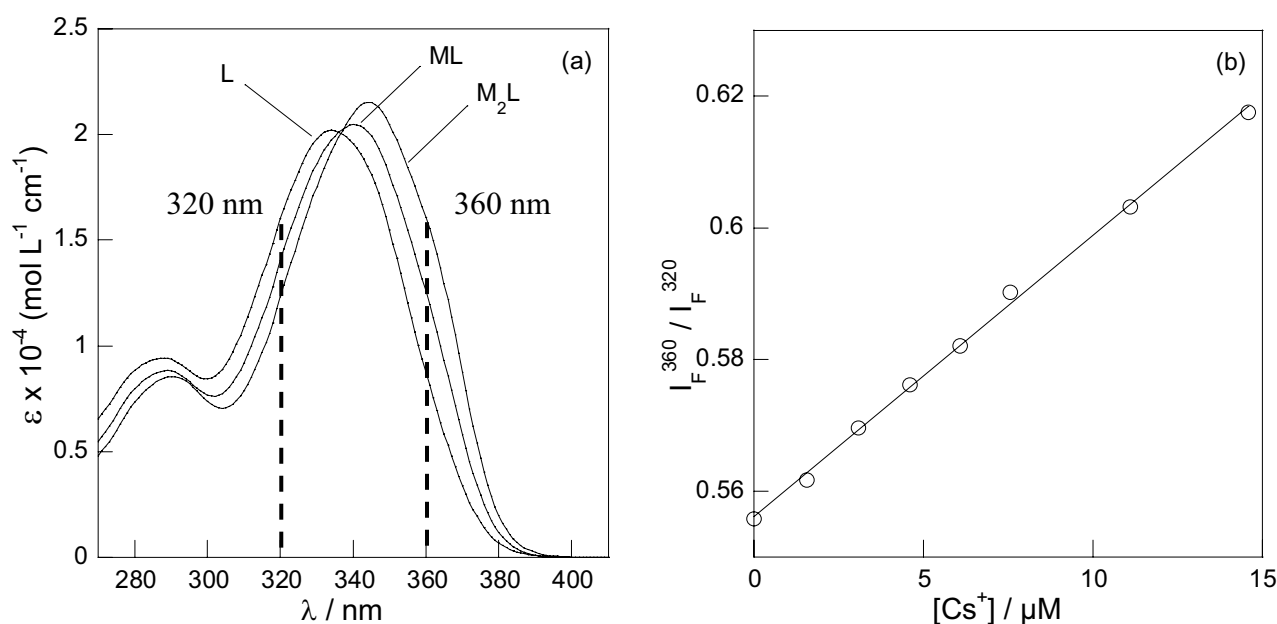 (a)
2.5
2
1.5
1
0.5
0
L
ML
M₂L
320 nm
360 nm
280 300 320 340 360 380 400
λ / nm
ε x 10⁻⁴ (mol L⁻¹ cm⁻¹)
(b)
0.62
0.6
0.58
0.56
0 5 10 15
[Cs⁺] / µM
I_F³⁶⁰ / I_F³²⁰